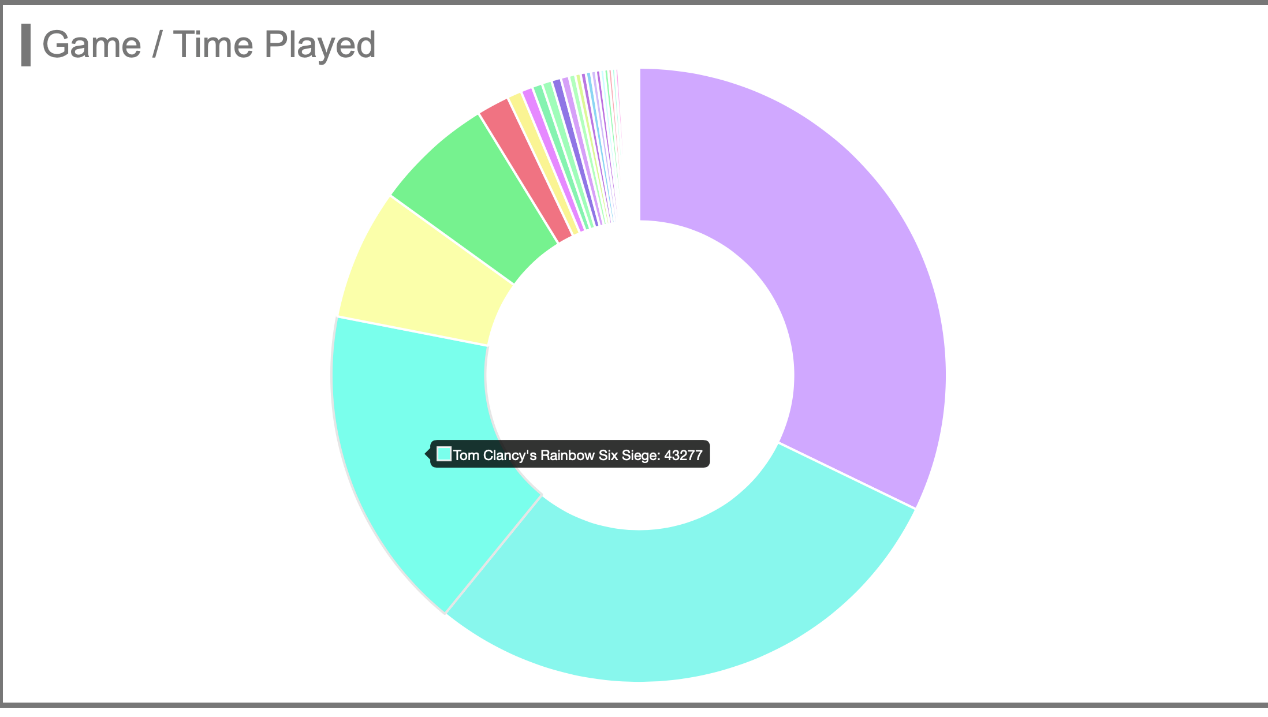 Game / Time Played
Tom Clancy's Rainbow Six Siege: 43277